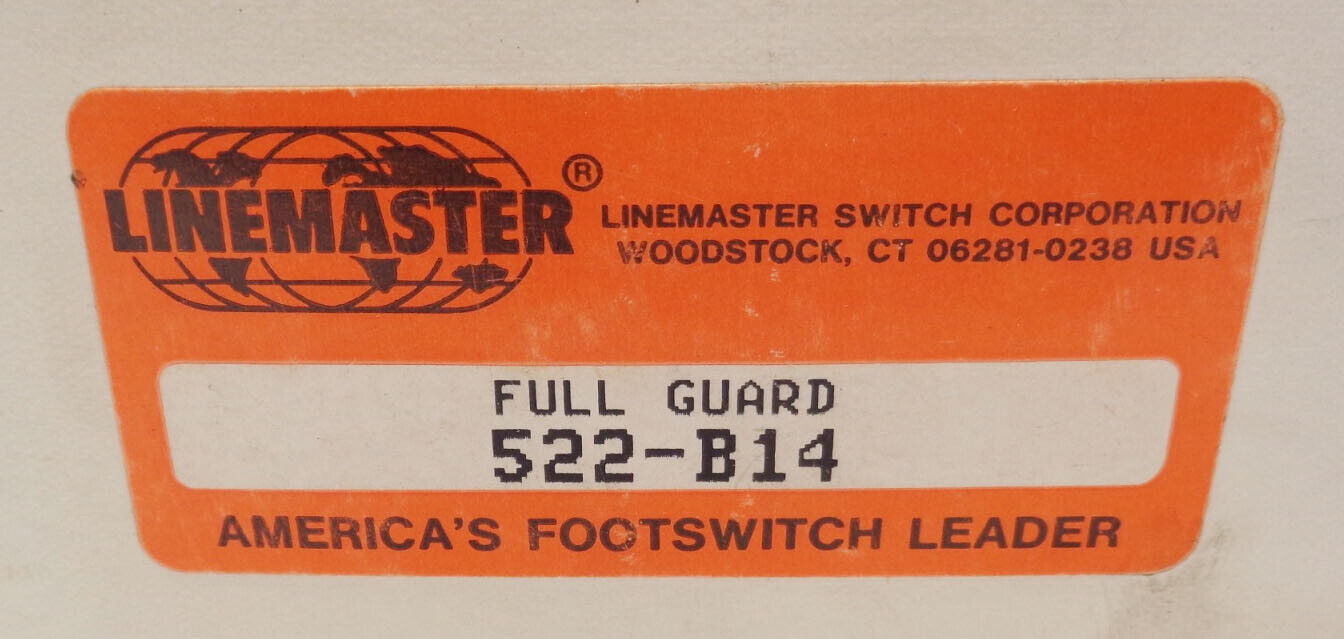 LINEMASTER ®
LINEMASTER SWITCH CORPORATION
WOODSTOCK, CT 06281-0238 USA
FULL GUARD
522-B14
AMERICA'S FOOTSWITCH LEADER